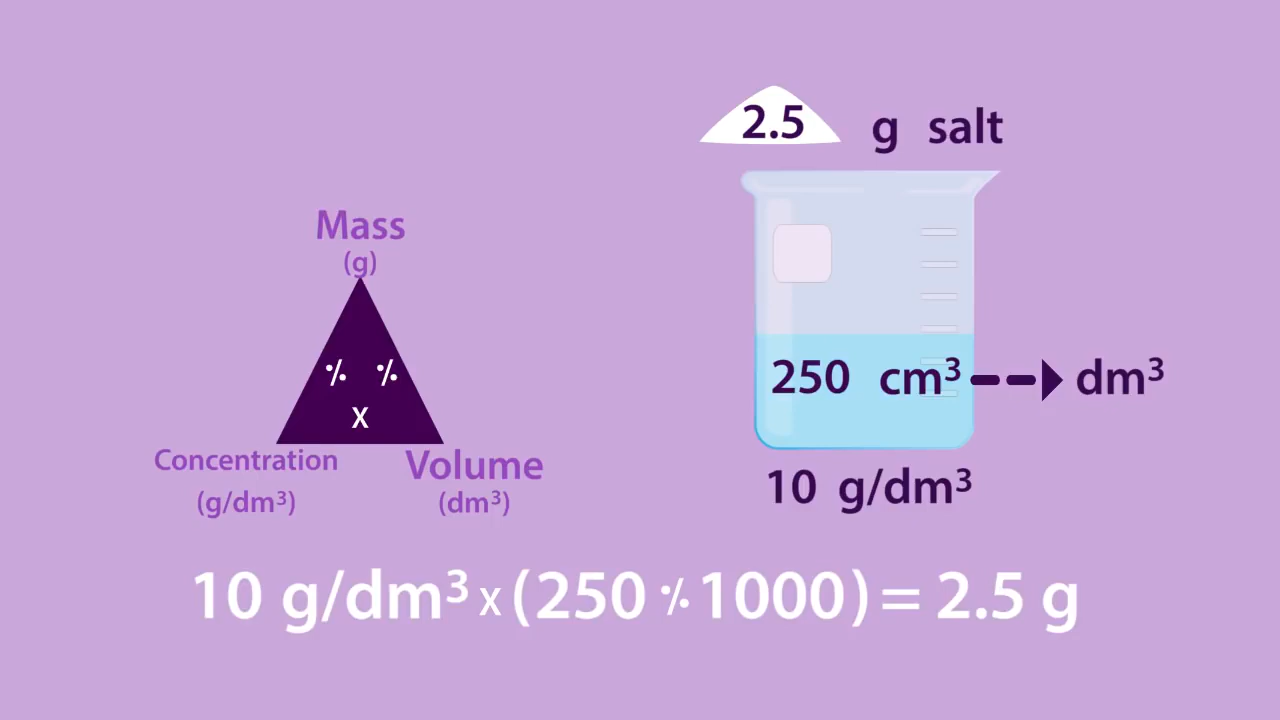 2.5 g salt
Mass
(g)
⁒ ⁒
x
Concentration
(g/dm³)
Volume
(dm³)
250 cm³ dm³
10 g/dm³
10 g/dm³ x (250 ⁒ 1000) = 2.5 g